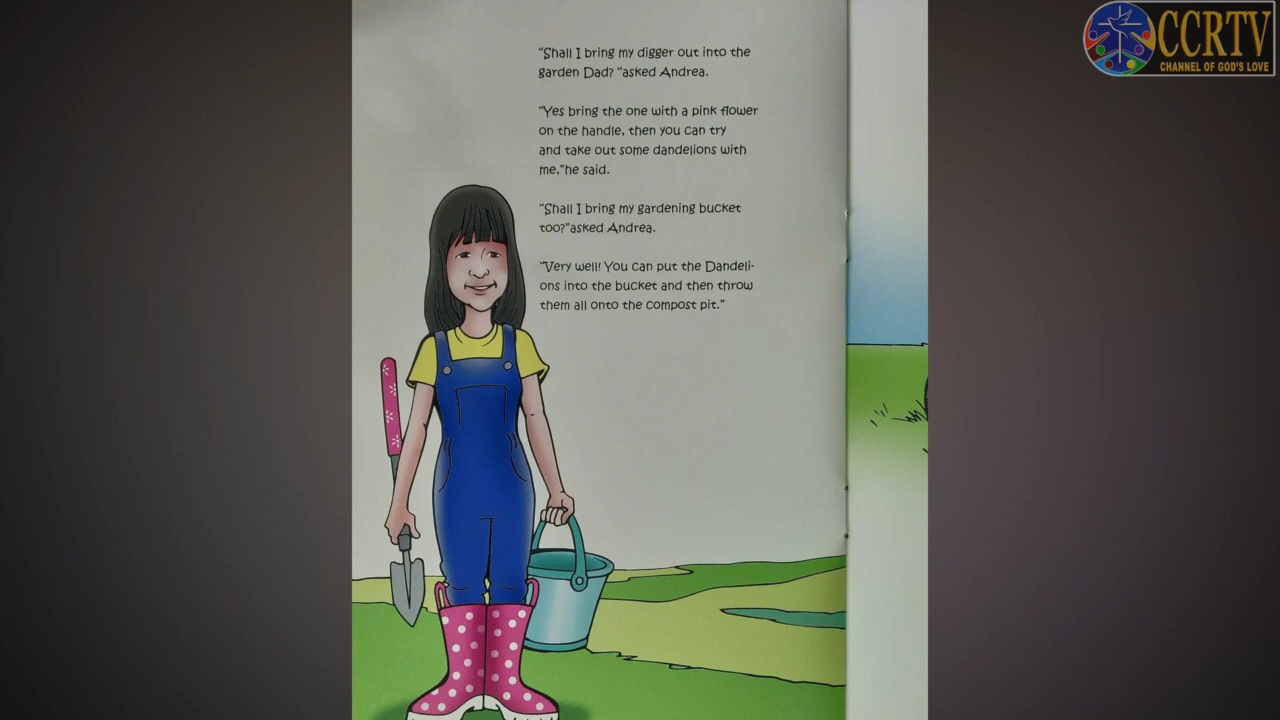 "Shall I bring my digger out into the
garden Dad? "asked Andrea.
"Yes bring the one with a pink flower
on the handle, then you can try
and take out some dandelions with
me,"he said.
"Shall I bring my gardening bucket
too?"asked Andrea.
"Very well! You can put the Dandeli-
ons into the bucket and then throw
them all onto the compost pit."
CCRTV
CHANNEL OF GOD'S LOVE